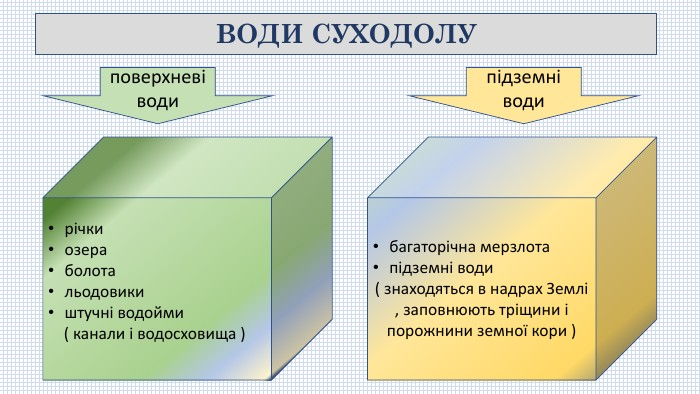 ВОДИ СУХОДОЛУ
поверхневі
води
підземні
води
• річки
• озера
• болота
• льодовики
• штучні водойми
( канали і водосховища )
• багаторічна мерзлота
• підземні води
( знаходяться в надрах Землі
, заповнюють тріщини і
порожнини земної кори )